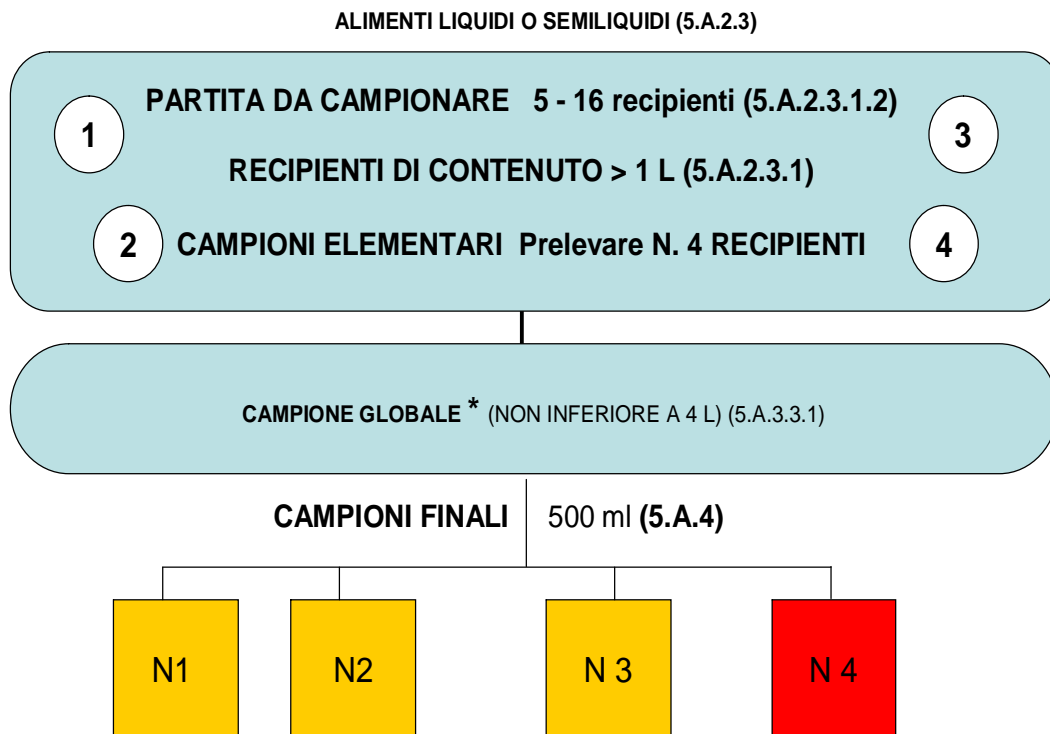 ALIMENTI LIQUIDI O SEMILIQUIDI (5.A.2.3)
PARTITA DA CAMPIONARE 5 - 16 recipienti (5.A.2.3.1.2)
1
3
RECIPIENTI DI CONTENUTO > 1 L (5.A.2.3.1)
2
CAMPIONI ELEMENTARI Prelevare N. 4 RECIPIENTI
4
CAMPIONE GLOBALE * (NON INFERIORE A 4 L) (5.A.3.3.1)
CAMPIONI FINALI 500 ml (5.A.4)
N1
N2
N 3
N 4